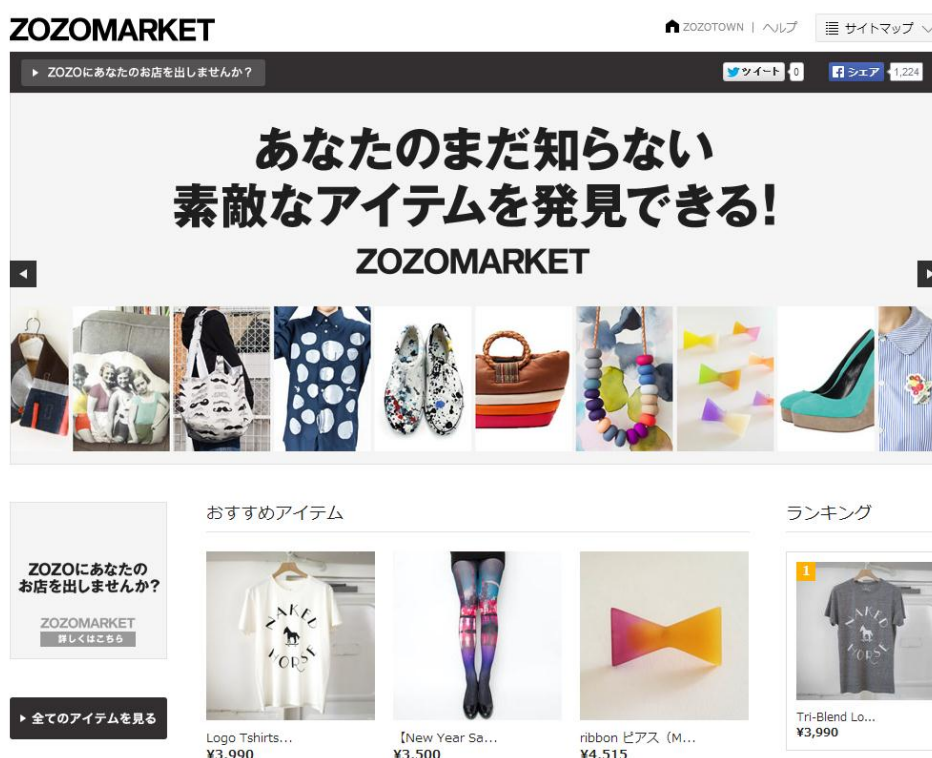 ZOZOMARKET
ZOZOTOWN | ヘルプ
サイトマップ
ZOZOにあなたのお店を出しませんか?
ツイート 0
シェア 1,224
あなたのまだ知らない
素敵なアイテムを発見できる!
ZOZOMARKET
ZOZOにあなたの
お店を出しませんか?
ZOZOMARKET
詳しくはこちら
全てのアイテムを見る
おすすめアイテム
NAKED
HORSE
Logo Tshirts...
¥3,990
【New Year Sa...
¥3,500
ribbon ピアス（M...
¥4,515
ランキング
1
NAKED
HORSE
Tri-Blend Lo...
¥3,990